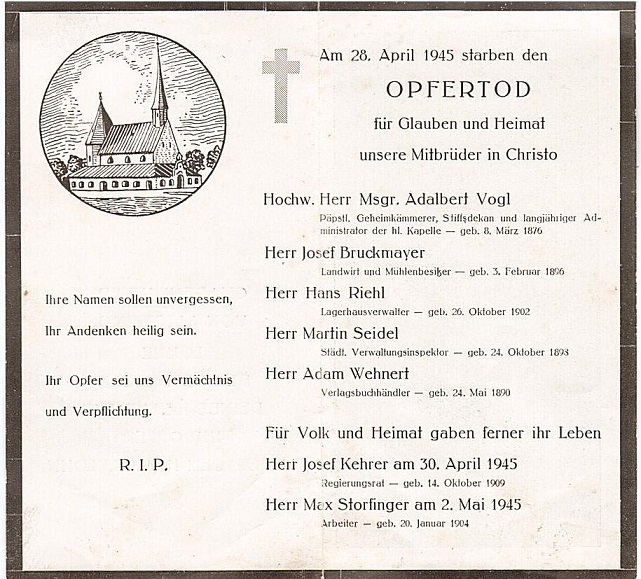 Am 28. April 1945 starben den
OPFERTOD
für Glauben und Heimat
unsere Mitbrüder in Christo
Hochw. Herr Msgr. Adalbert Vogl
Päpstl. Geheimkämmerer, Stiftsdekan und langjähriger Ad-
ministrator der hl. Kapelle — geb. 8. März 1876
Herr Josef Bruckmayer
Landwirt und Mühlenbesitzer — geb. 3. Februar 1896
Herr Hans Riehl
Lagerhausverwalter — geb. 26. Oktober 1902
Herr Martin Seidel
Städt. Verwaltungsinspektor — geb. 24. Oktober 1893
Herr Adam Wehnert
Verlagsbuchhändler — geb. 24. Mai 1890
Für Volk und Heimat gaben ferner ihr Leben
Herr Josef Kehrer am 30. April 1945
Regierungsrat — geb. 14. Oktober 1909
Herr Max Storfinger am 2. Mai 1945
Arbeiter — geb. 20. Januar 1904
Ihre Namen sollen unvergessen,
Ihr Andenken heilig sein.
Ihr Opfer sei uns Vermächtnis
und Verpflichtung.
R. I. P.